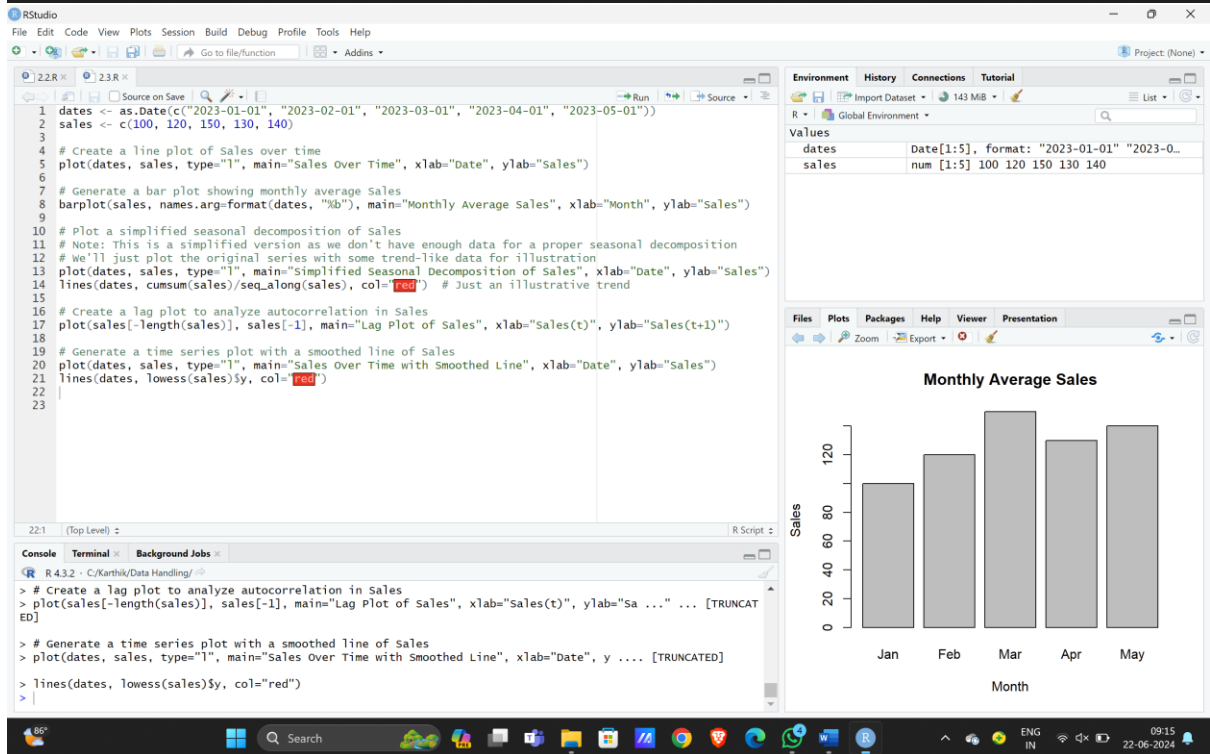 RStudio
File Edit Code View Plots Session Build Debug Profile Tools Help
Go to file/function Addins Project: (None)
2.2.R 2.3.R
Source on Save Run Source
1 dates <- as.Date(c("2023-01-01", "2023-02-01", "2023-03-01", "2023-04-01", "2023-05-01"))
2 sales <- c(100, 120, 150, 130, 140)
3
4 # Create a line plot of Sales over time
5 plot(dates, sales, type="l", main="Sales Over Time", xlab="Date", ylab="Sales")
6
7 # Generate a bar plot showing monthly average Sales
8 barplot(sales, names.arg=format(dates, "%b"), main="Monthly Average Sales", xlab="Month", ylab="Sales")
9
10 # Plot a simplified seasonal decomposition of Sales
11 # Note: This is a simplified version as we don't have enough data for a proper seasonal decomposition
12 # We'll just plot the original series with some trend-like data for illustration
13 plot(dates, sales, type="l", main="Simplified Seasonal Decomposition of Sales", xlab="Date", ylab="Sales")
14 lines(dates, cumsum(sales)/seq_along(sales), col="red") # Just an illustrative trend
15
16 # Create a lag plot to analyze autocorrelation in Sales
17 plot(sales[-length(sales)], sales[-1], main="Lag Plot of Sales", xlab="Sales(t)", ylab="Sales(t+1)")
18
19 # Generate a time series plot with a smoothed line of Sales
20 plot(dates, sales, type="l", main="Sales Over Time with Smoothed Line", xlab="Date", ylab="Sales")
21 lines(dates, lowess(sales)$y, col="red")
22
23
22:1 (Top Level) R Script
Console Terminal Background Jobs
R 4.3.2 · C:/Karthik/Data Handling/
> # Create a lag plot to analyze autocorrelation in Sales
> plot(sales[-length(sales)], sales[-1], main="Lag Plot of Sales", xlab="Sales(t)", ylab="Sa ..." ... [TRUNCAT
ED]
> # Generate a time series plot with a smoothed line of Sales
> plot(dates, sales, type="l", main="Sales Over Time with Smoothed Line", xlab="Date", y .... [TRUNCATED]
> lines(dates, lowess(sales)$y, col="red")
>
Environment History Connections Tutorial
Import Dataset 143 MiB List
R Global Environment
Values
dates Date[1:5], format: "2023-01-01" "2023-0…
sales num [1:5] 100 120 150 130 140
Files Plots Packages Help Viewer Presentation
Zoom Export
Monthly Average Sales
Sales
120
80
60
40
20
0
Jan Feb Mar Apr May
Month
86°
Search
PRE
4
ENG
IN
09:15
22-06-2024